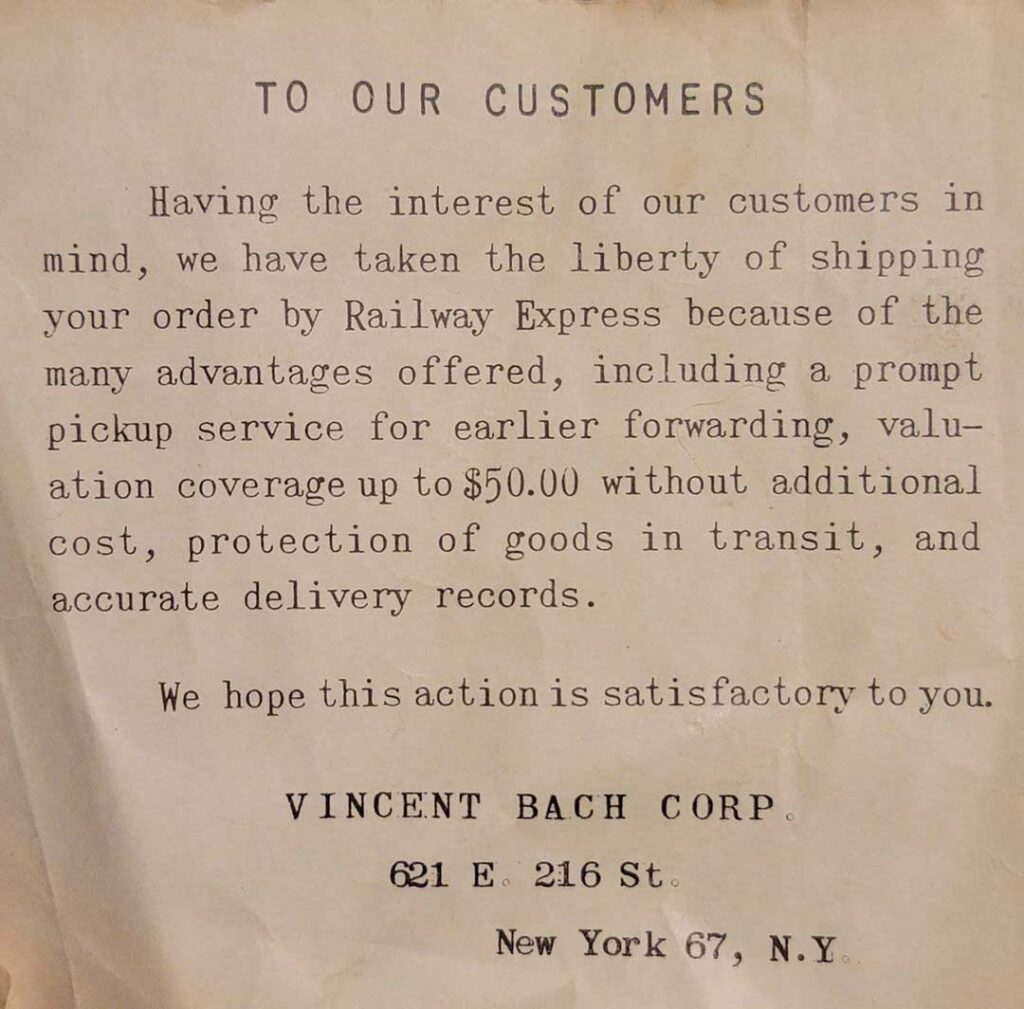 TO OUR CUSTOMERS
Having the interest of our customers in
mind, we have taken the liberty of shipping
your order by Railway Express because of the
many advantages offered, including a prompt
pickup service for earlier forwarding, valu-
ation coverage up to $50.00 without additional
cost, protection of goods in transit, and
accurate delivery records.
We hope this action is satisfactory to you.
VINCENT BACH CORP.
621 E. 216 St.
New York 67, N.Y.